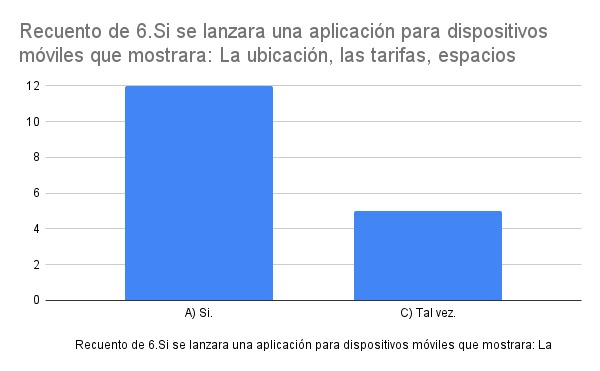 Recuento de 6.Si se lanzara una aplicación para dispositivos
móviles que mostrara: La ubicación, las tarifas, espacios
12
10
8
6
4
2
0
A) Si.
C) Tal vez.
Recuento de 6.Si se lanzara una aplicación para dispositivos móviles que mostrara: La